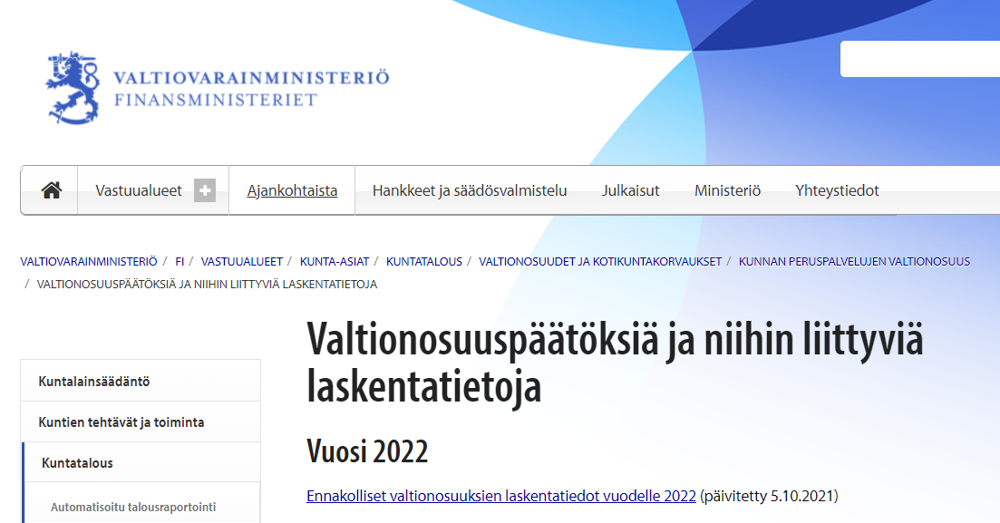 VALTIOVARAINMINISTERIÖ
FINANSMINISTERIET
Vastuualueet + Ajankohtaista Hankkeet ja säädösvalmistelu Julkaisut Ministeriö Yhteystiedot
VALTIOVARAINMINISTERIÖ / FI / VASTUUALUEET / KUNTA-ASIAT / KUNTATALOUS / VALTIONOSUUDET JA KOTIKUNTAKORVAUKSET / KUNNAN PERUSPALVELUJEN VALTIONOSUUS
/ VALTIONOSUUSPÄÄTÖKSIÄ JA NIIHIN LIITTYVIÄ LASKENTATIETOJA
Valtionosuuspäätöksiä ja niihin liittyviä
laskentatietoja
Kuntalainsäädäntö
Kuntien tehtävät ja toiminta
Kuntatalous
Automatisoitu talousraportointi
Vuosi 2022
Ennakolliset valtionosuuksien laskentatiedot vuodelle 2022 (päivitetty 5.10.2021)